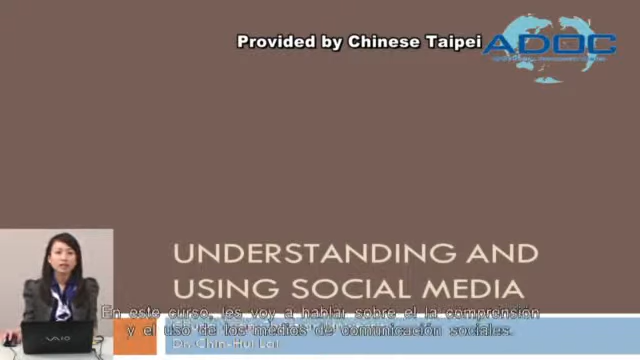 Provided by Chinese Taipei
ADOC
UNDERSTANDING AND
USING SOCIAL MEDIA
En este curso, les voy a hablar sobre el la comprensión
y el uso de los medios de comunicación sociales.
Dr. Chin-Hui Lai
VAIO